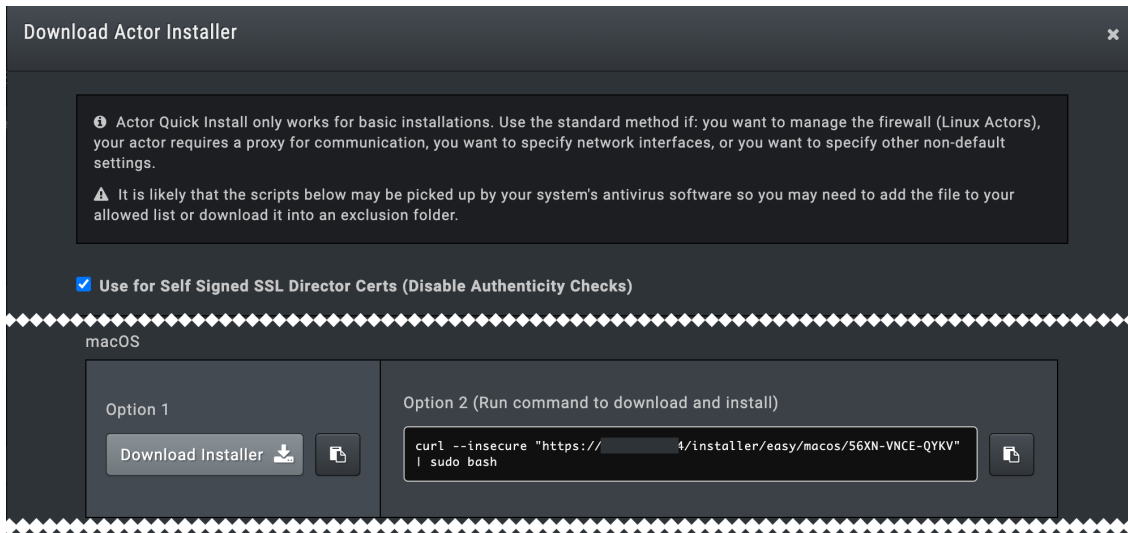 Download Actor Installer
Actor Quick Install only works for basic installations. Use the standard method if: you want to manage the firewall (Linux Actors),
your actor requires a proxy for communication, you want to specify network interfaces, or you want to specify other non-default
settings.
It is likely that the scripts below may be picked up by your system's antivirus software so you may need to add the file to your
allowed list or download it into an exclusion folder.
Use for Self Signed SSL Director Certs (Disable Authenticity Checks)
macOS
Option 1
Download Installer
Option 2 (Run command to download and install)
curl --insecure "https:// 4/installer/easy/macos/56XN-VNCE-QYKV"
| sudo bash